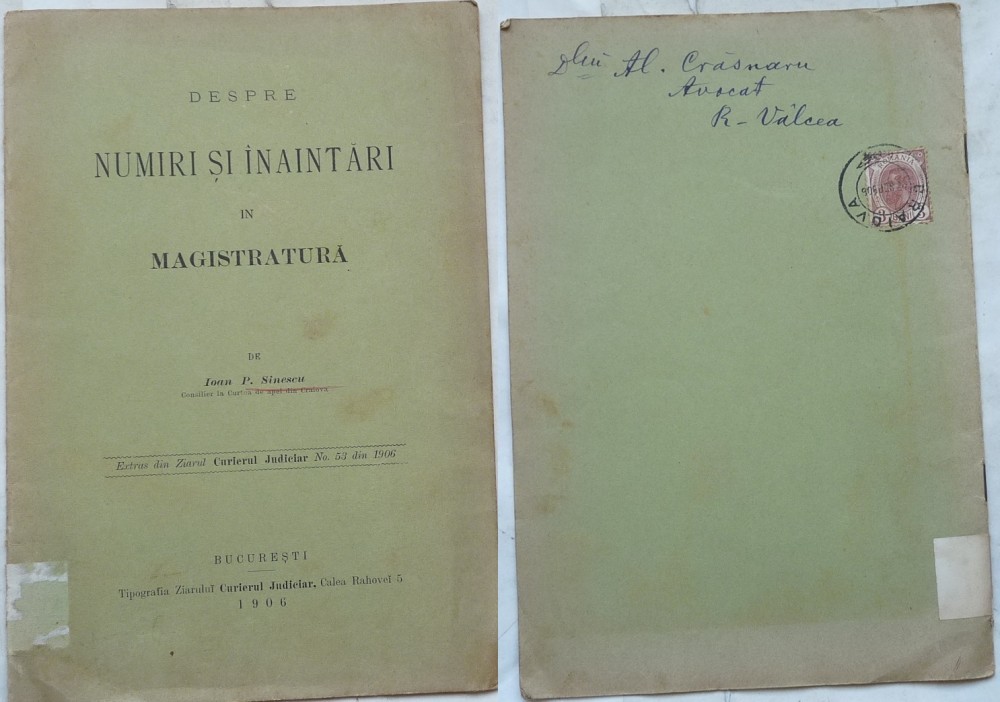 DESPRE
NUMIRI ȘI ÎNAINTĂRI
IN
MAGISTRATURĂ
DE
Ioan P. Sinescu
Consilier la Curtea de apel din Craiova
Extras din Ziarul Curierul Judiciar No. 53 din 1906
BUCUREȘTI
Tipografia Ziaruluĭ Curierul Judiciar, Calea Rahoveĭ 5
1906
Dlui Al. Crăsnaru
Avocat
R-Vâlcea
ROMANIA
CRAIOVA